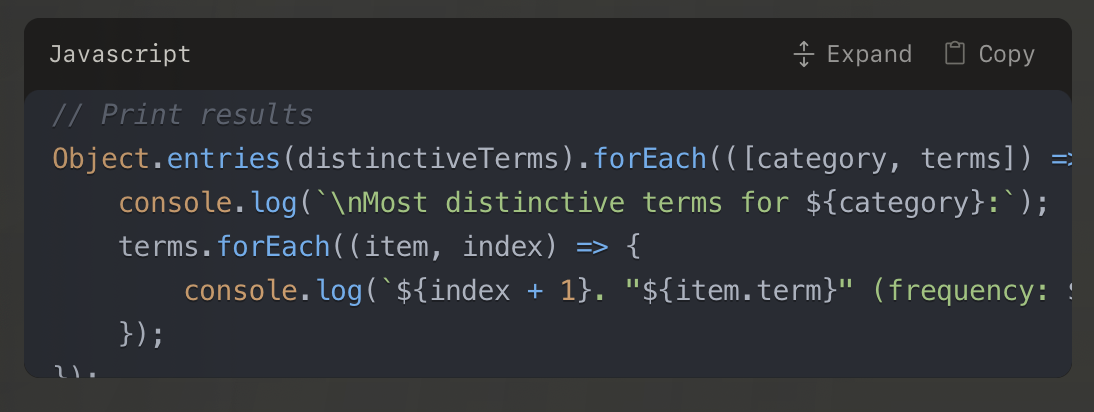 Javascript
Expand
Copy
// Print results
Object.entries(distinctiveTerms).forEach(([category, terms]) =>
    console.log(`\nMost distinctive terms for ${category}:`);
    terms.forEach((item, index) => {
        console.log(`${index + 1}. "${item.term}" (frequency:
    });
});